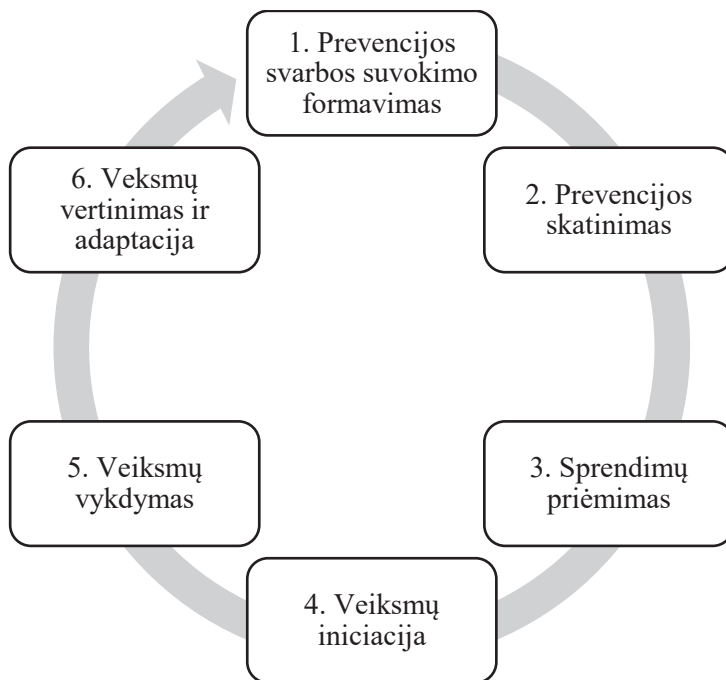 1. Prevencijos
svarbos suvokimo
formavimas
2. Prevencijos
skatinimas
3. Sprendimų
priėmimas
4. Veiksmų
iniciacija
5. Veiksmų
vykdymas
6. Veksmų
vertinimas ir
adaptacija